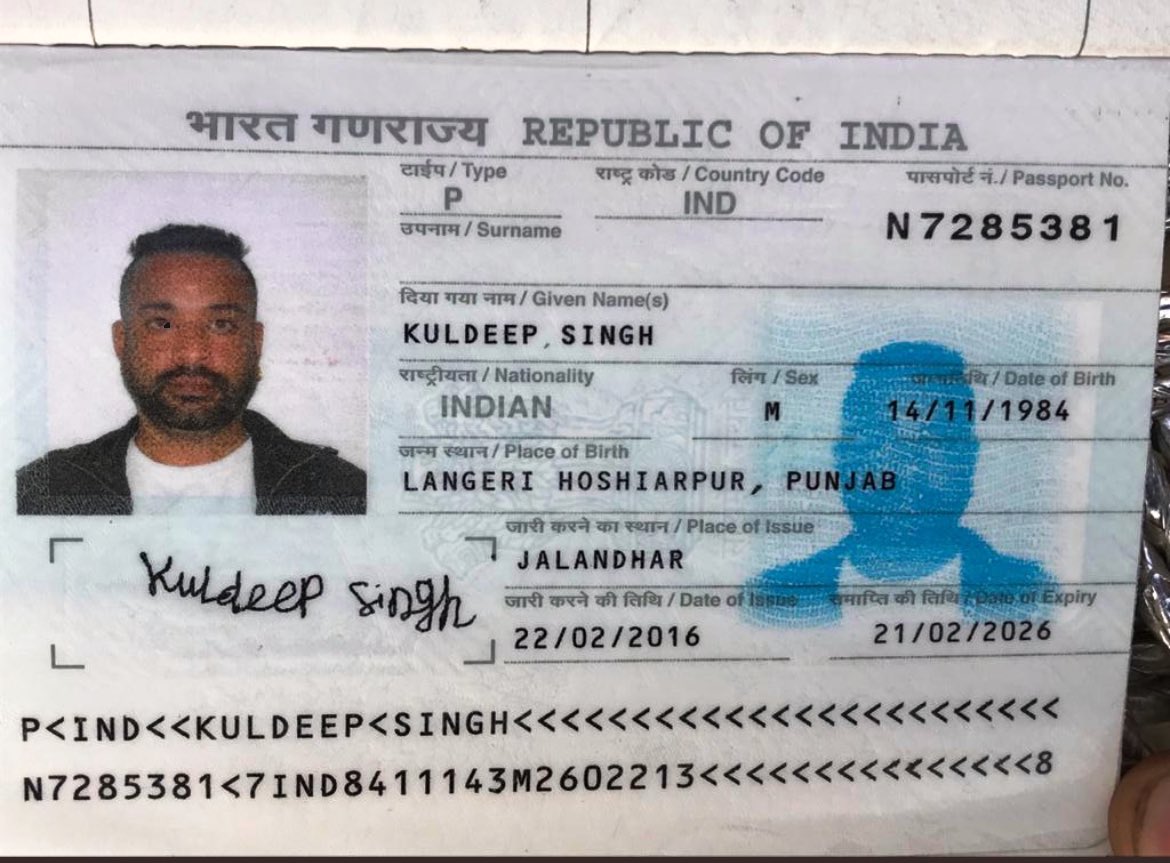 भारत गणराज्य REPUBLIC OF INDIA
टाईप / Type राष्ट्र कोड / Country Code पासपोर्ट नं. / Passport No.
P IND N7285381
उपनाम / Surname
दिया गया नाम / Given Name(s)
KULDEEP SINGH
राष्ट्रीयता / Nationality लिंग / Sex / Date of Birth
INDIAN M 14/11/1984
जन्म स्थान / Place of Birth
LANGERI HOSHIARPUR, PUNJAB
जारी करने का स्थान / Place of Issue
JALANDHAR
Kuldeep Singh
जारी करने की तिथि / Date of Issue समाप्ति की तिथि / Date of Expiry
22/02/2016 21/02/2026
P<IND<<KULDEEP<SINGH<<<<<<<<<<<<<<<<<<<<<<<<
N7285381<7IND8411143M2602213<<<<<<<<<<<<<<<8